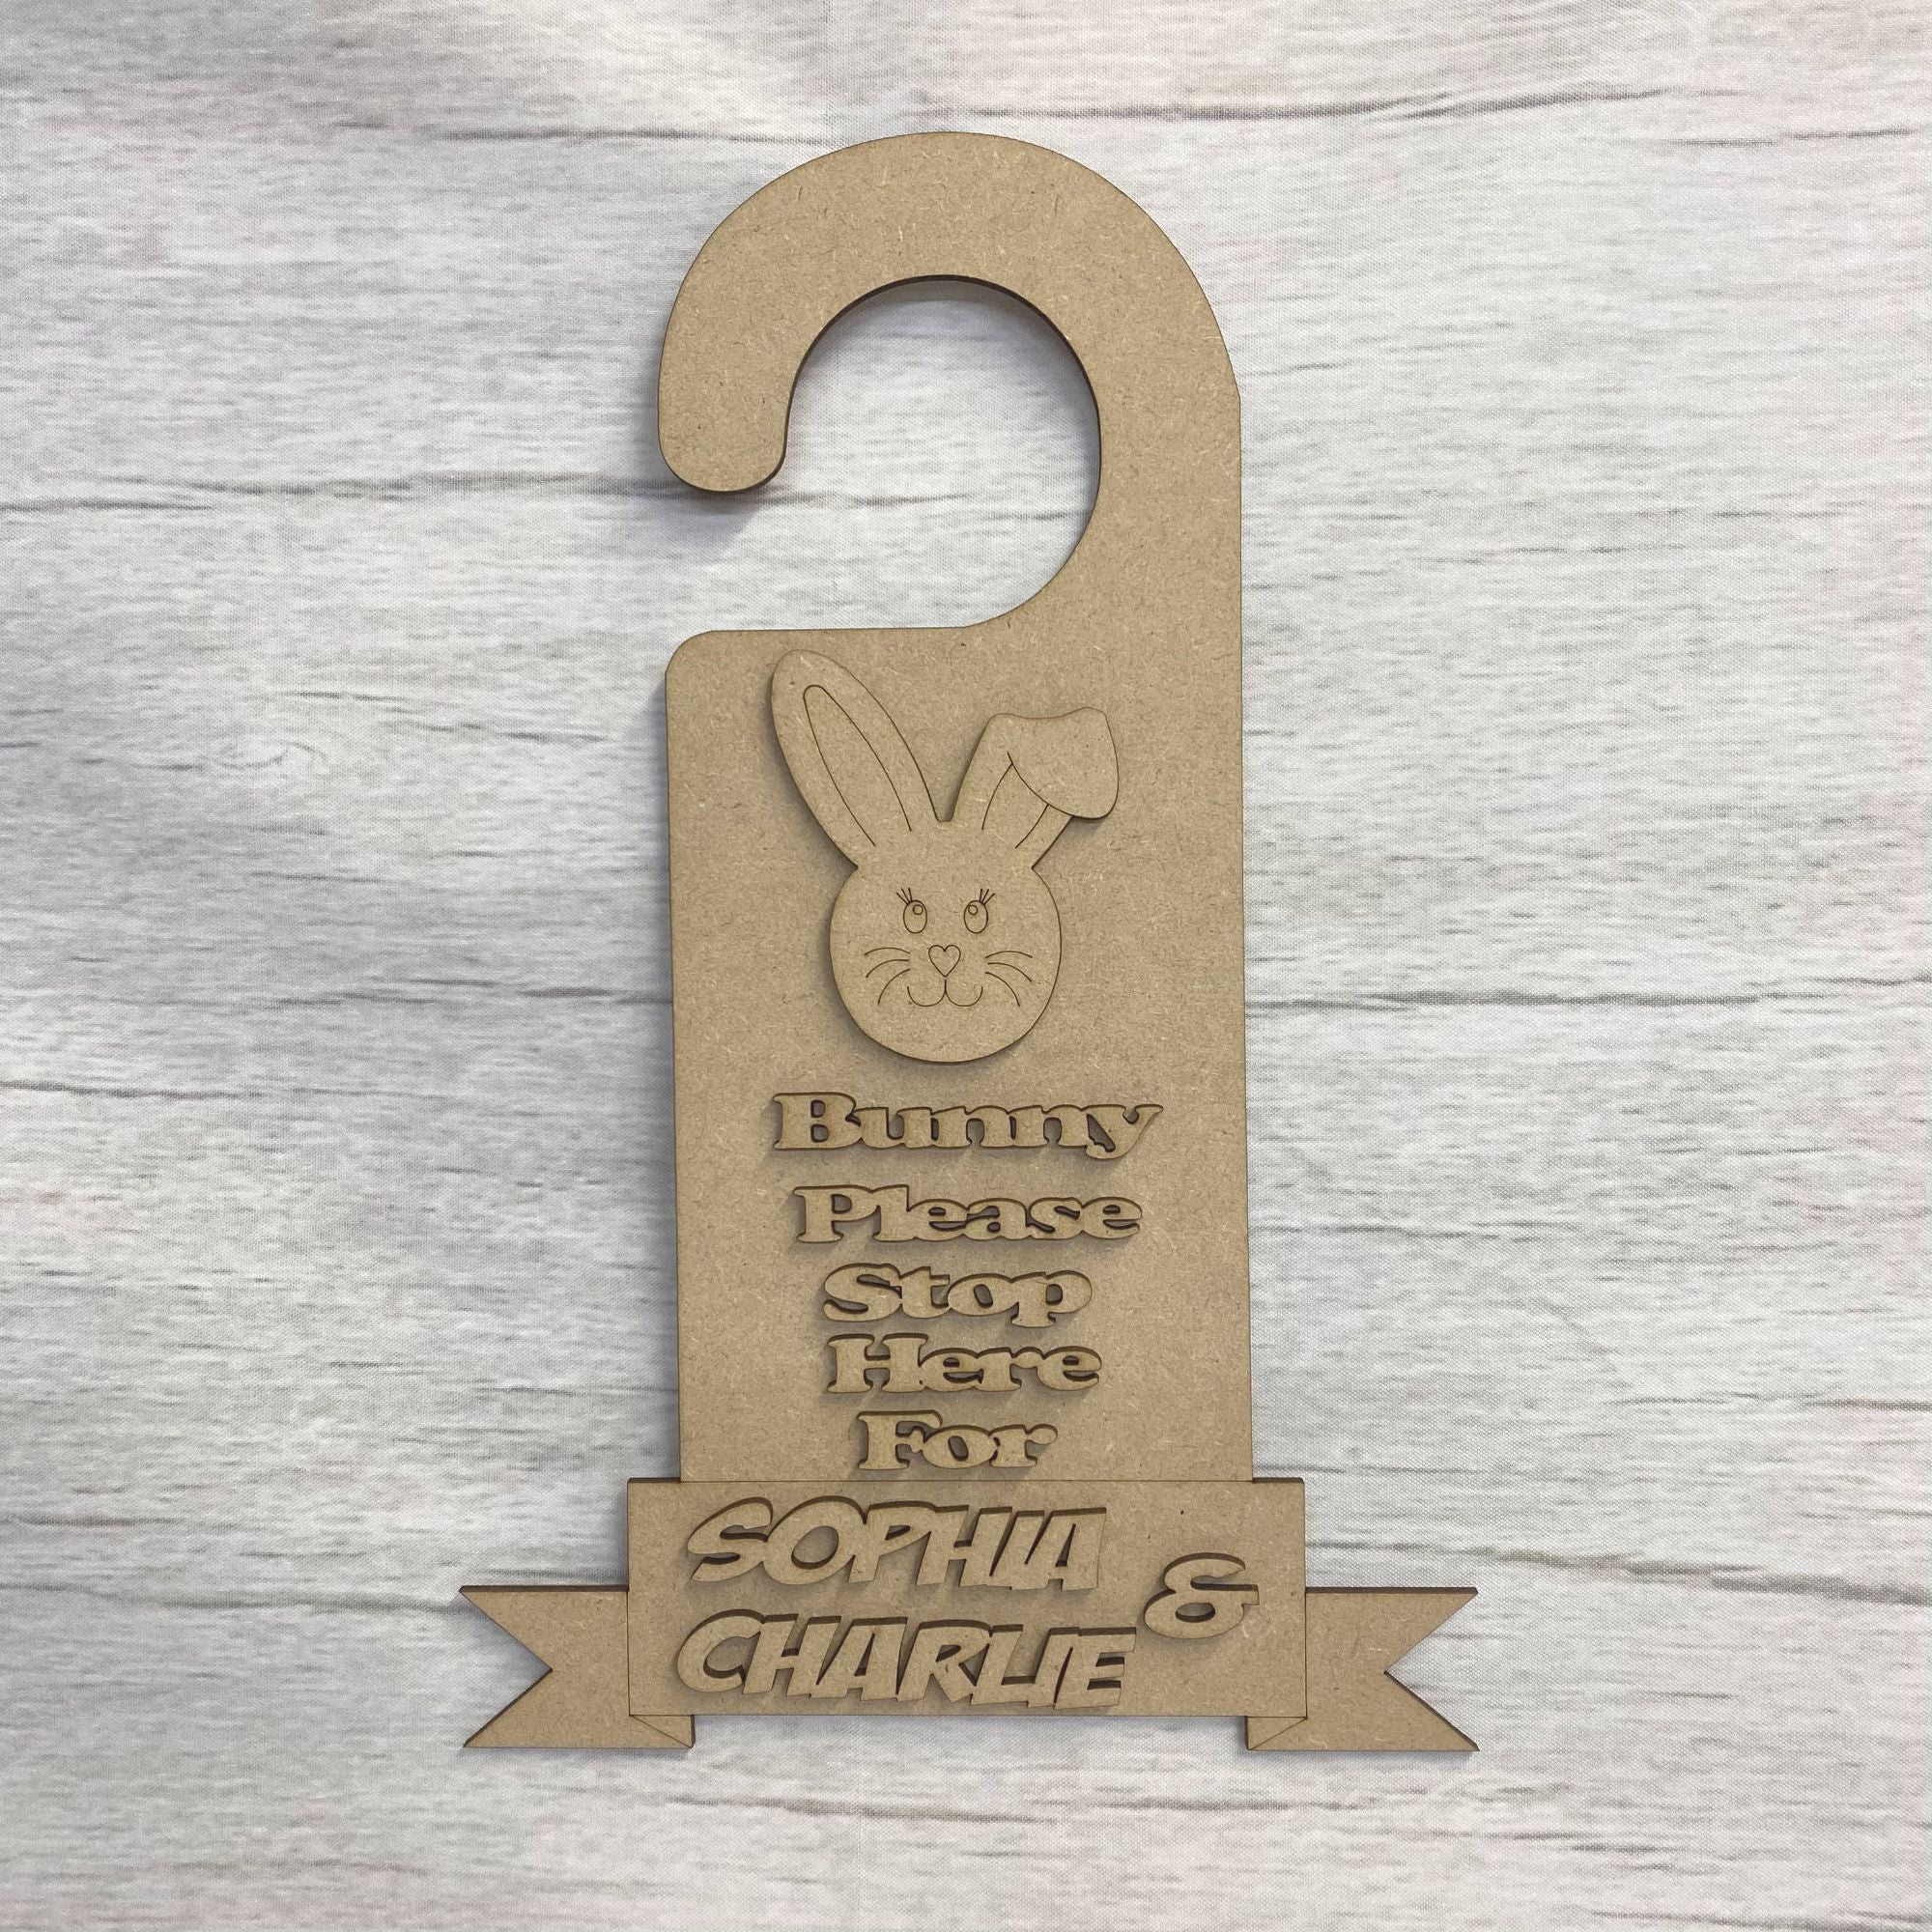 Bunny
Please
Stop
Here
For
SOPHIA
&
CHARLIE